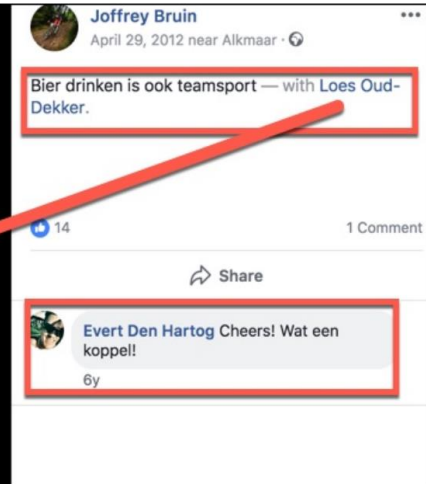 Joffrey Bruin
April 29, 2012 near Alkmaar ·
Bier drinken is ook teamsport — with Loes Oud-
Dekker.
14
1 Comment
Share
Evert Den Hartog Cheers! Wat een
koppel!
6y